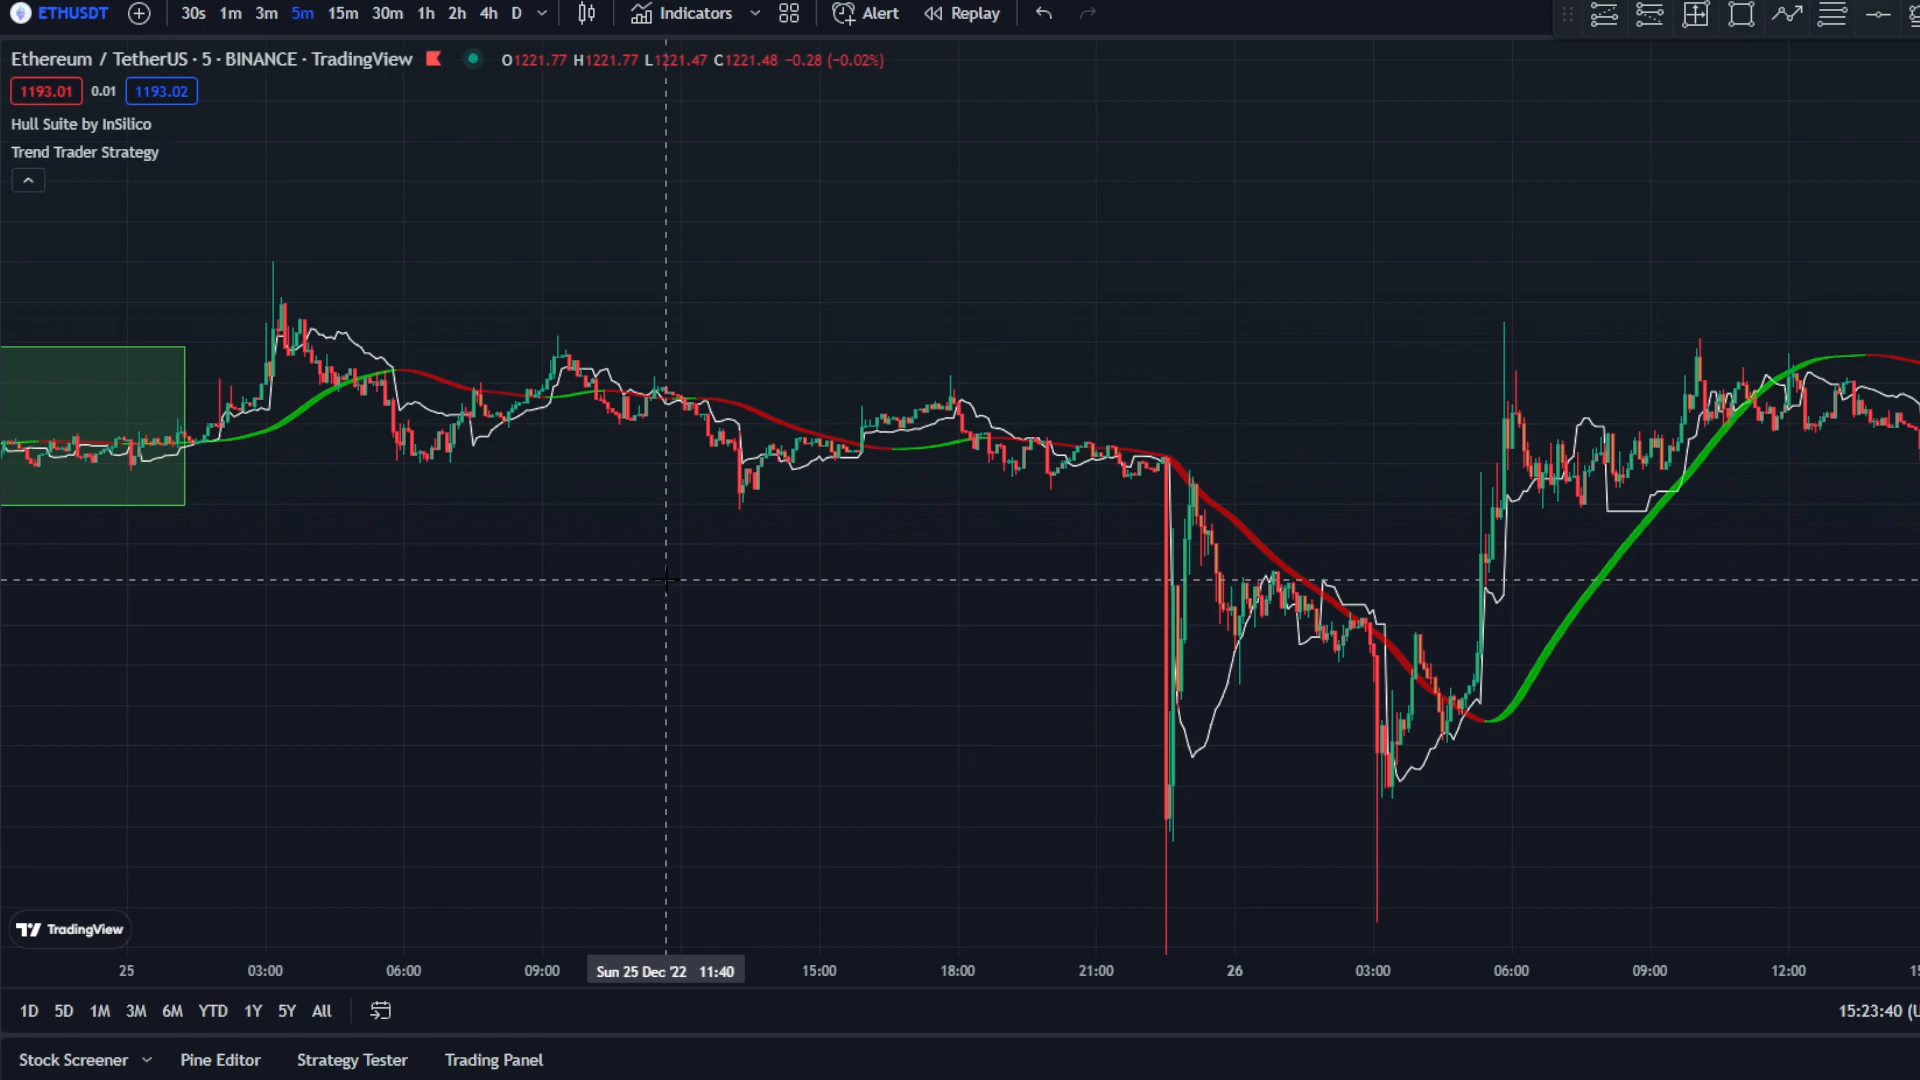 ETHUSDT 30s 1m 3m 5m 15m 30m 1h 2h 4h D Indicators Alert Replay
Ethereum / TetherUS · 5 · BINANCE · TradingView O1221.77 H1221.77 L1221.47 C1221.48 −0.28 (−0.02%)
1193.01 0.01 1193.02
Hull Suite by InSilico
Trend Trader Strategy
TradingView
25 03:00 06:00 09:00 Sun 25 Dec '22 11:40 15:00 18:00 21:00 26 03:00 06:00 09:00 12:00 15
1D 5D 1M 3M 6M YTD 1Y 5Y All 15:23:40 (U
Stock Screener Pine Editor Strategy Tester Trading Panel